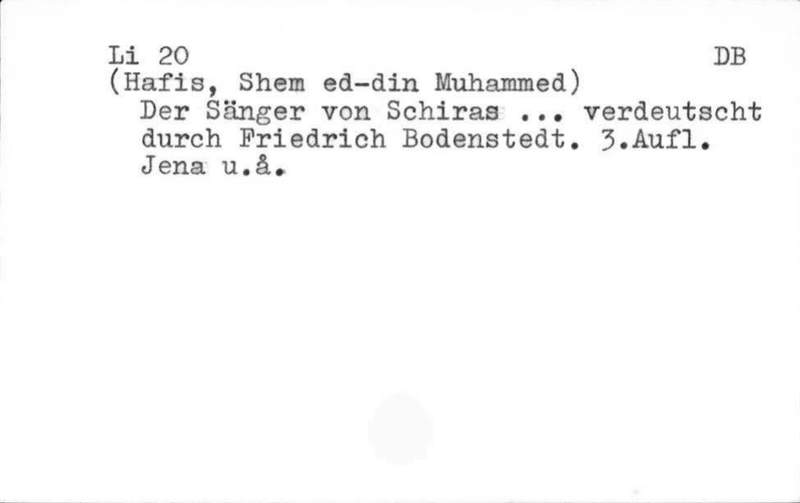 Li 20 DB
(Hafis, Shem ed-din Muhammed)
Der Sänger von Schiras ... verdeutscht
durch Friedrich Bodenstedt. 3.Aufl.
Jena u.å.